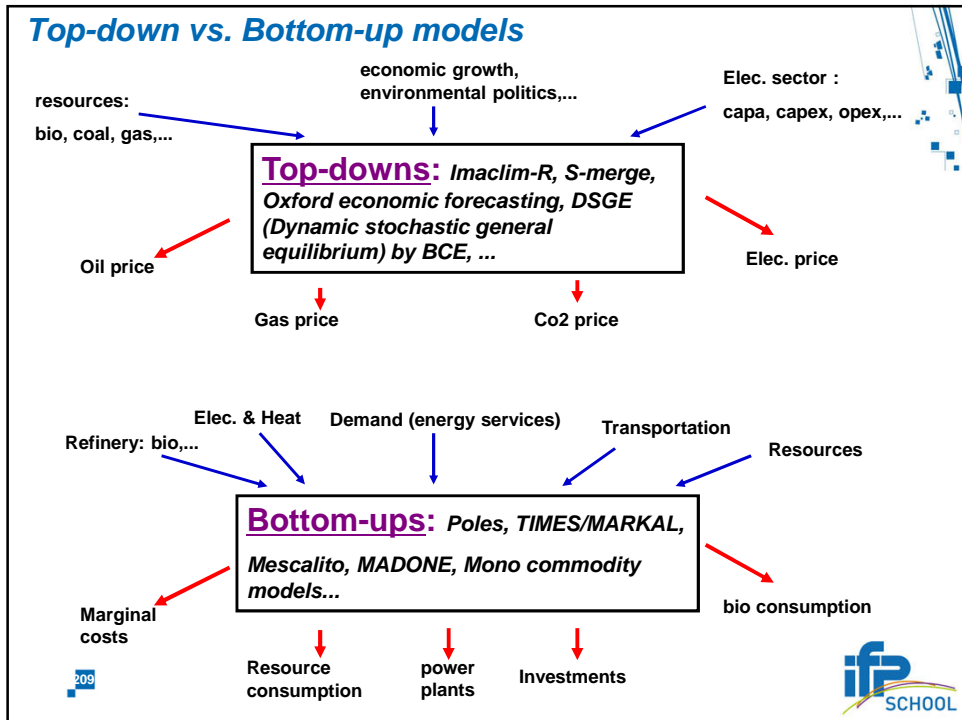 Top-down vs. Bottom-up models
economic growth,
environmental politics,...
Elec. sector :
capa, capex, opex,...
resources:
bio, coal, gas,...
Top-downs: Imaclim-R, S-merge,
Oxford economic forecasting, DSGE
(Dynamic stochastic general
equilibrium) by BCE, ...
Oil price
Elec. price
Gas price
Co2 price
Elec. & Heat
Demand (energy services)
Transportation
Refinery: bio,...
Resources
Bottom-ups: Poles, TIMES/MARKAL,
Mescalito, MADONE, Mono commodity
models...
Marginal
costs
bio consumption
Resource
consumption
power
plants
Investments
209
ifp
SCHOOL